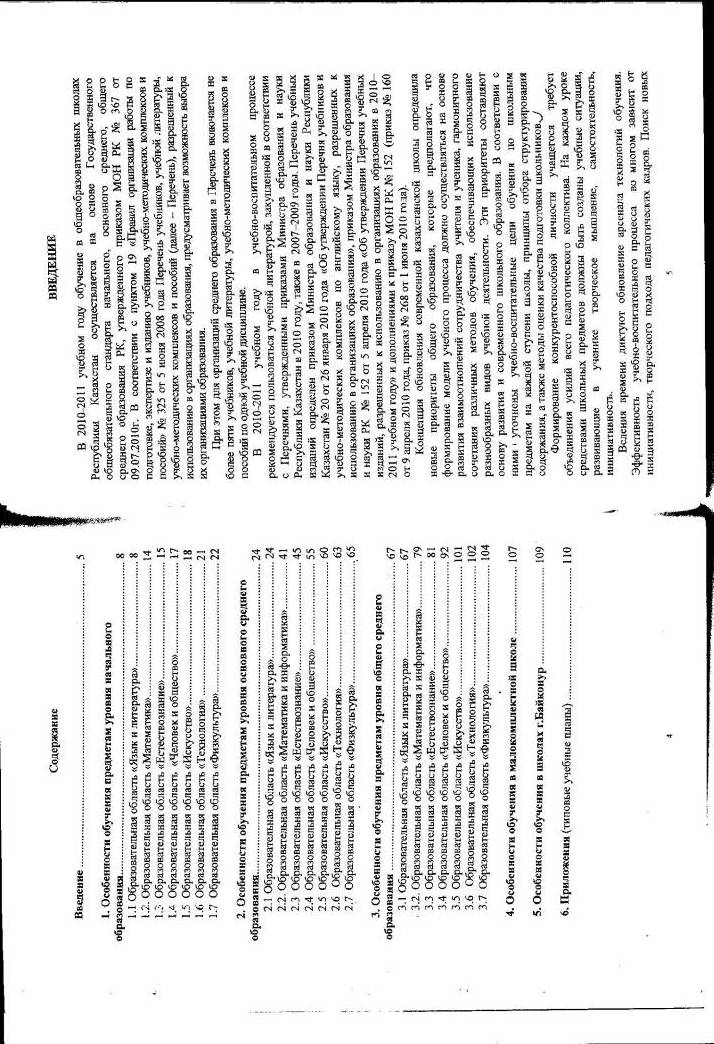 Содержание
Введение ........ 5
1. Особенности обучения предметам уровня начального
образования........ 8
1.1 Образовательная область «Язык и литература»........ 8
1.2. Образовательная область «Математика»........ 14
1.3 Образовательная область «Естествознание»........ 15
1.4 Образовательная область «Человек и общество»........ 17
1.5 Образовательная область «Искусство»........ 18
1.6 Образовательная область «Технология»........ 21
1.7 Образовательная область «Физкультура»........ 22
2. Особенности обучения предметам уровня основного среднего
образования........ 24
2.1 Образовательная область «Язык и литература»........ 24
2.2. Образовательная область «Математика и информатика»........ 41
2.3 Образовательная область «Естествознание»........ 45
2.4 Образовательная область «Человек и общество»........ 55
2.5 Образовательная область «Искусство»........ 60
2.6 Образовательная область «Технология»........ 63
2.7 Образовательная область «Физкультура»........ 65
3. Особенности обучения предметам уровня общего среднего
образования ........ 67
3.1 Образовательная область «Язык и литература»........ 67
3.2. Образовательная область «Математика и информатика»........ 79
3.3 Образовательная область «Естествознание»........ 81
3.4 Образовательная область «Человек и общество»........ 92
3.5 Образовательная область «Искусство»........ 101
3.6 Образовательная область «Технология»........ 102
3.7 Образовательная область «Физкультура»........ 104
4. Особенности обучения в малокомплектной школе ........ 107
5. Особенности обучения в школах г.Байконур ........ 109
6. Приложения (типовые учебные планы) ........ 110
4
ВВЕДЕНИЕ
В 2010-2011 учебном году обучение в общеобразовательных школах
Республики Казахстан осуществляется на основе Государственного
общеобязательного стандарта начального, основного среднего, общего
среднего образования РК, утвержденного приказом МОН РК № 367 от
09.07.2010г. В соответствии с пунктом 19 «Правил организации работы по
подготовке, экспертизе и изданию учебников, учебно-методических комплексов и
пособий» № 325 от 5 июня 2008 года Перечень учебников, учебной литературы,
учебно-методических комплексов и пособий (далее – Перечень), разрешенный к
использованию в организациях образования, предусматривает возможность выбора
их организациями образования.
При этом для организаций среднего образования в Перечень включается не
более пяти учебников, учебной литературы, учебно-методических комплексов и
пособий по одной учебной дисциплине.
В 2010-2011 учебном году в учебно-воспитательном процессе
рекомендуется пользоваться учебной литературой, закупленной в соответствии
с Перечнями, утвержденными приказами Министра образования и науки
Республики Казахстан в 2010 году, также в 2007–2009 годы. Перечень учебных
изданий определен приказом Министра образования и науки Республики
Казахстан № 20 от 26 января 2010 года «Об утверждении Перечня учебников и
учебно-методических комплексов по английскому языку, разрешенных к
использованию в организациях образования», приказом Министра образования
и науки РК № 152 от 5 апреля 2010 года «Об утверждении Перечня учебных
изданий, разрешенных к использованию в организациях образования в 2010–
2011 учебном году» и дополнениями к приказу МОН РК № 152 (приказ № 160
от 9 апреля 2010 года, приказ № 268 от 1 июня 2010 года).
Концепция обновления современной казахстанской школы определила
новые приоритеты общего образования, которые предполагают, что
формирование модели учебного процесса должно осуществляться на основе
развития взаимоотношений сотрудничества учителя и ученика, гармоничного
сочетания различных методов обучения, обеспечивающих использование
разнообразных видов учебной деятельности. Эти приоритеты составляют
основу развития и современного школьного образования. В соответствии с
ними уточнены учебно-воспитательные цели обучения по школьным
предметам на каждой ступени школы, принципы отбора структурирования
содержания, а также методы оценки качества подготовки школьников.
Формирование конкурентоспособной личности учащегося требует
объединения усилий всего педагогического коллектива. На каждом уроке
средствами школьных предметов должны быть созданы учебные ситуации,
развивающие в ученике творческое мышление, самостоятельность,
инициативность.
Веления времени диктуют обновление арсенала технологий обучения.
Эффективность учебно-воспитательного процесса во многом зависит от
инициативности, творческого подхода педагогических кадров. Поиск новых
5